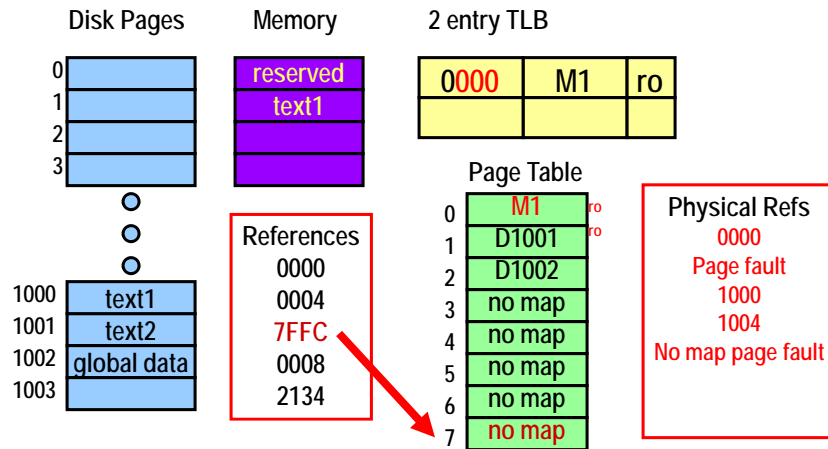 Disk Pages
0
1
2
3
1000 text1
1001 text2
1002 global data
1003
Memory
reserved
text1
2 entry TLB
0000 M1 ro
References
0000
0004
7FFC
0008
2134
Page Table
0 M1 ro
1 D1001 ro
2 D1002
3 no map
4 no map
5 no map
6 no map
7 no map
Physical Refs
0000
Page fault
1000
1004
No map page fault